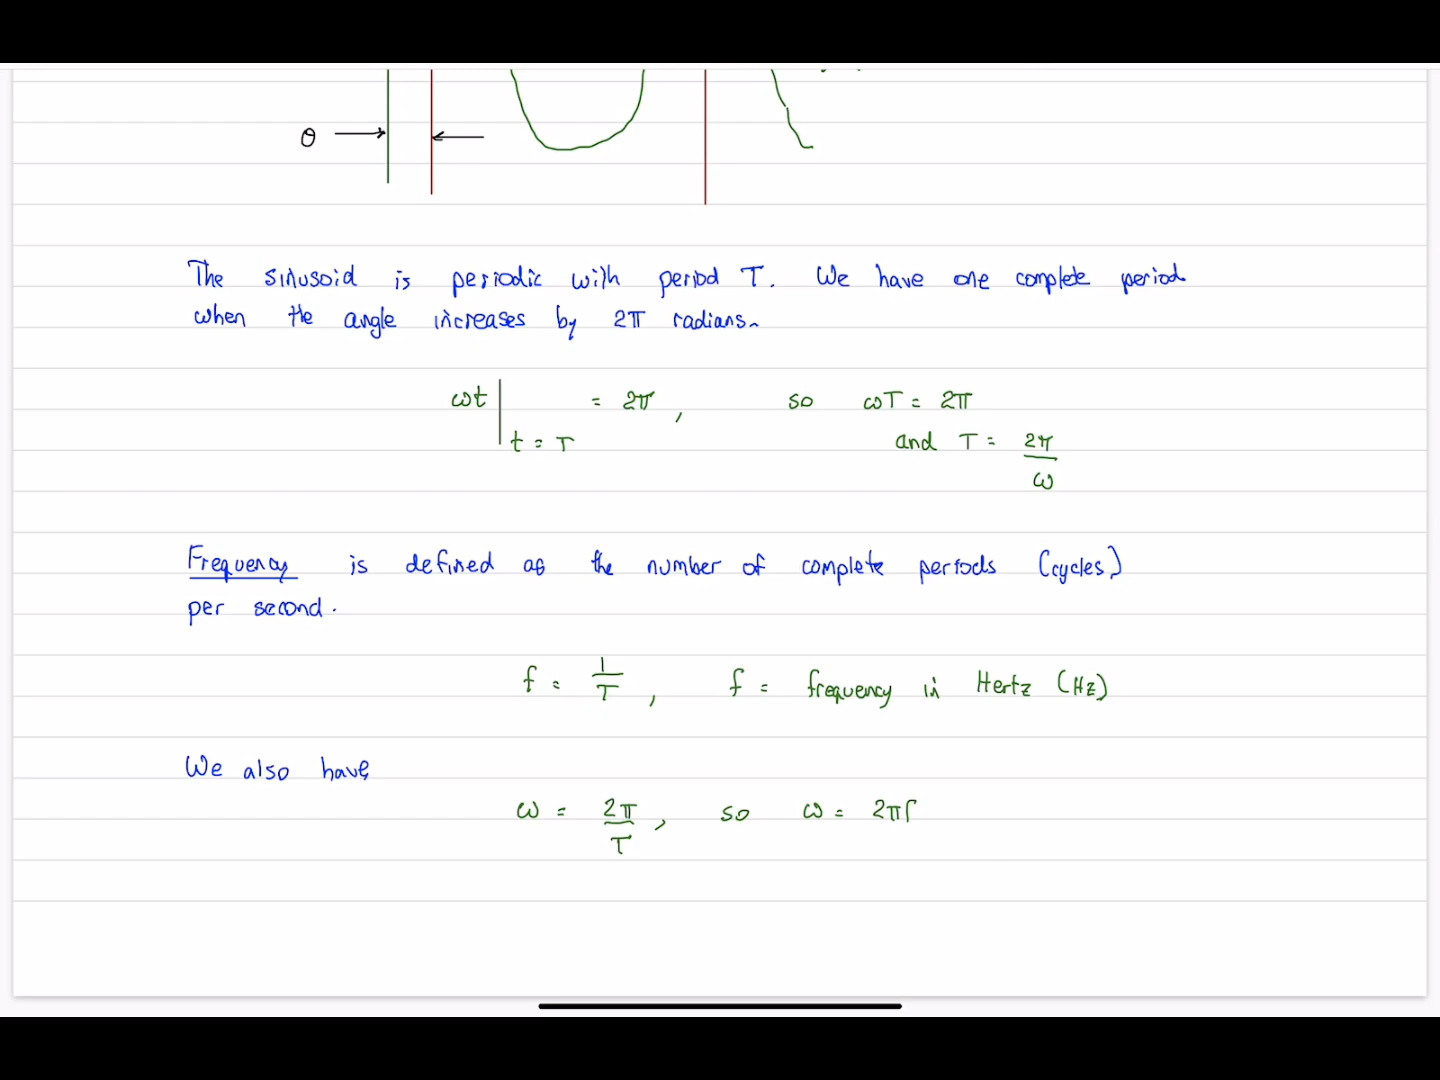 θ
The sinusoid is periodic with period T. We have one complete period
when the angle increases by 2π radians.
ωt | = 2π, so ωT = 2π
t = T and T = 2π
ω
Frequency is defined as the number of complete periods (cycles)
per second.
f = 1/T, f = frequency in Hertz (Hz)
We also have,
ω = 2π/T, so ω = 2πf